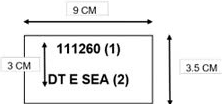 9 CM
111260 (1)
3 CM
3.5 CM
DT E SEA (2)